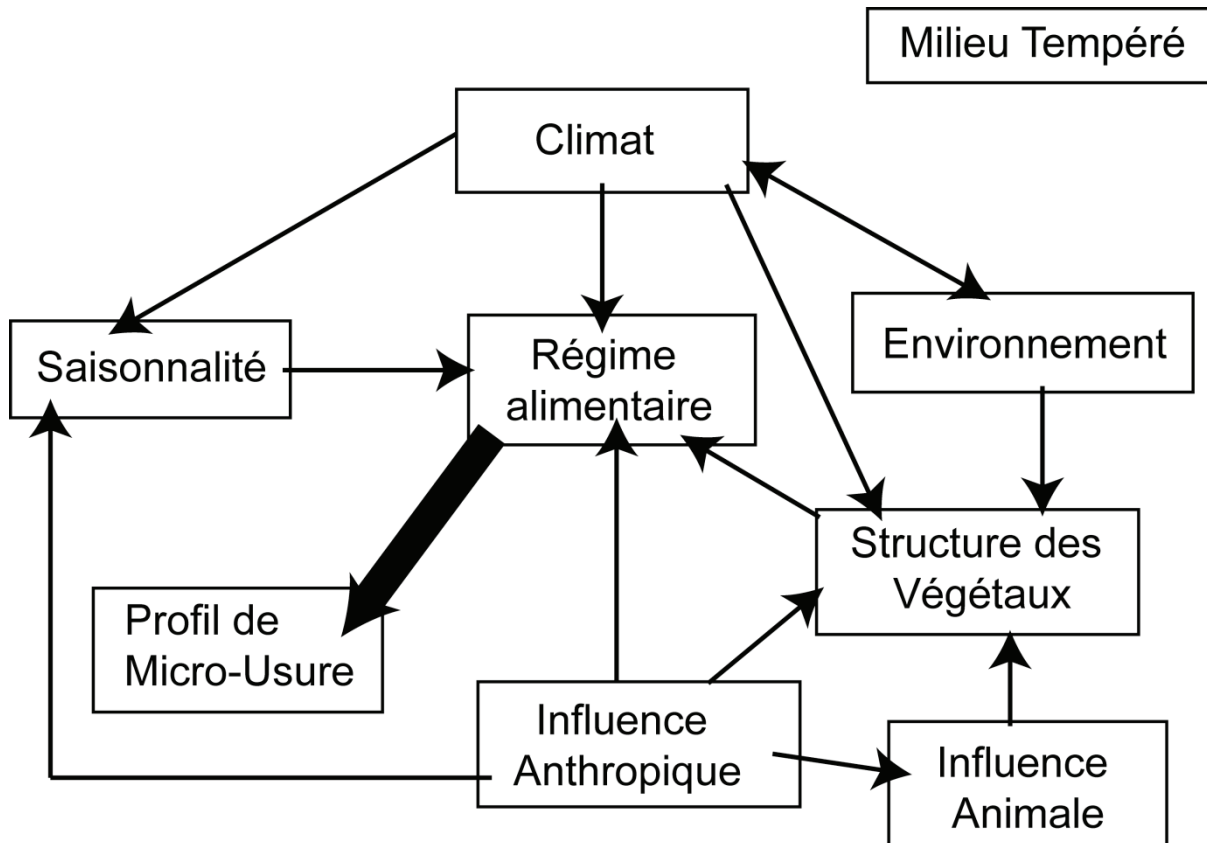 Milieu Tempéré
Climat
Saisonnalité
Régime
alimentaire
Environnement
Structure des
Végétaux
Profil de
Micro-Usure
Influence
Anthropique
Influence
Animale